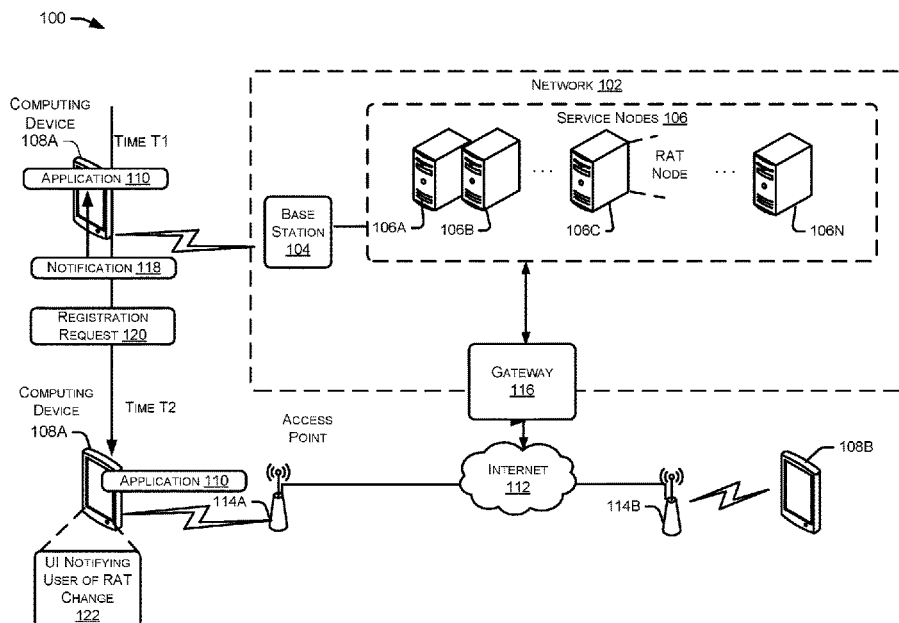 100
NETWORK 102
COMPUTING
DEVICE
108A
TIME T1
SERVICE NODES 106
APPLICATION 110
RAT
NODE
...
...
BASE
STATION
104
106A
106B
106C
106N
NOTIFICATION 118
REGISTRATION
REQUEST 120
GATEWAY
116
COMPUTING
DEVICE
108A
TIME T2
ACCESS
POINT
108B
APPLICATION 110
INTERNET
112
114A
114B
UI NOTIFYING
USER OF RAT
CHANGE
122